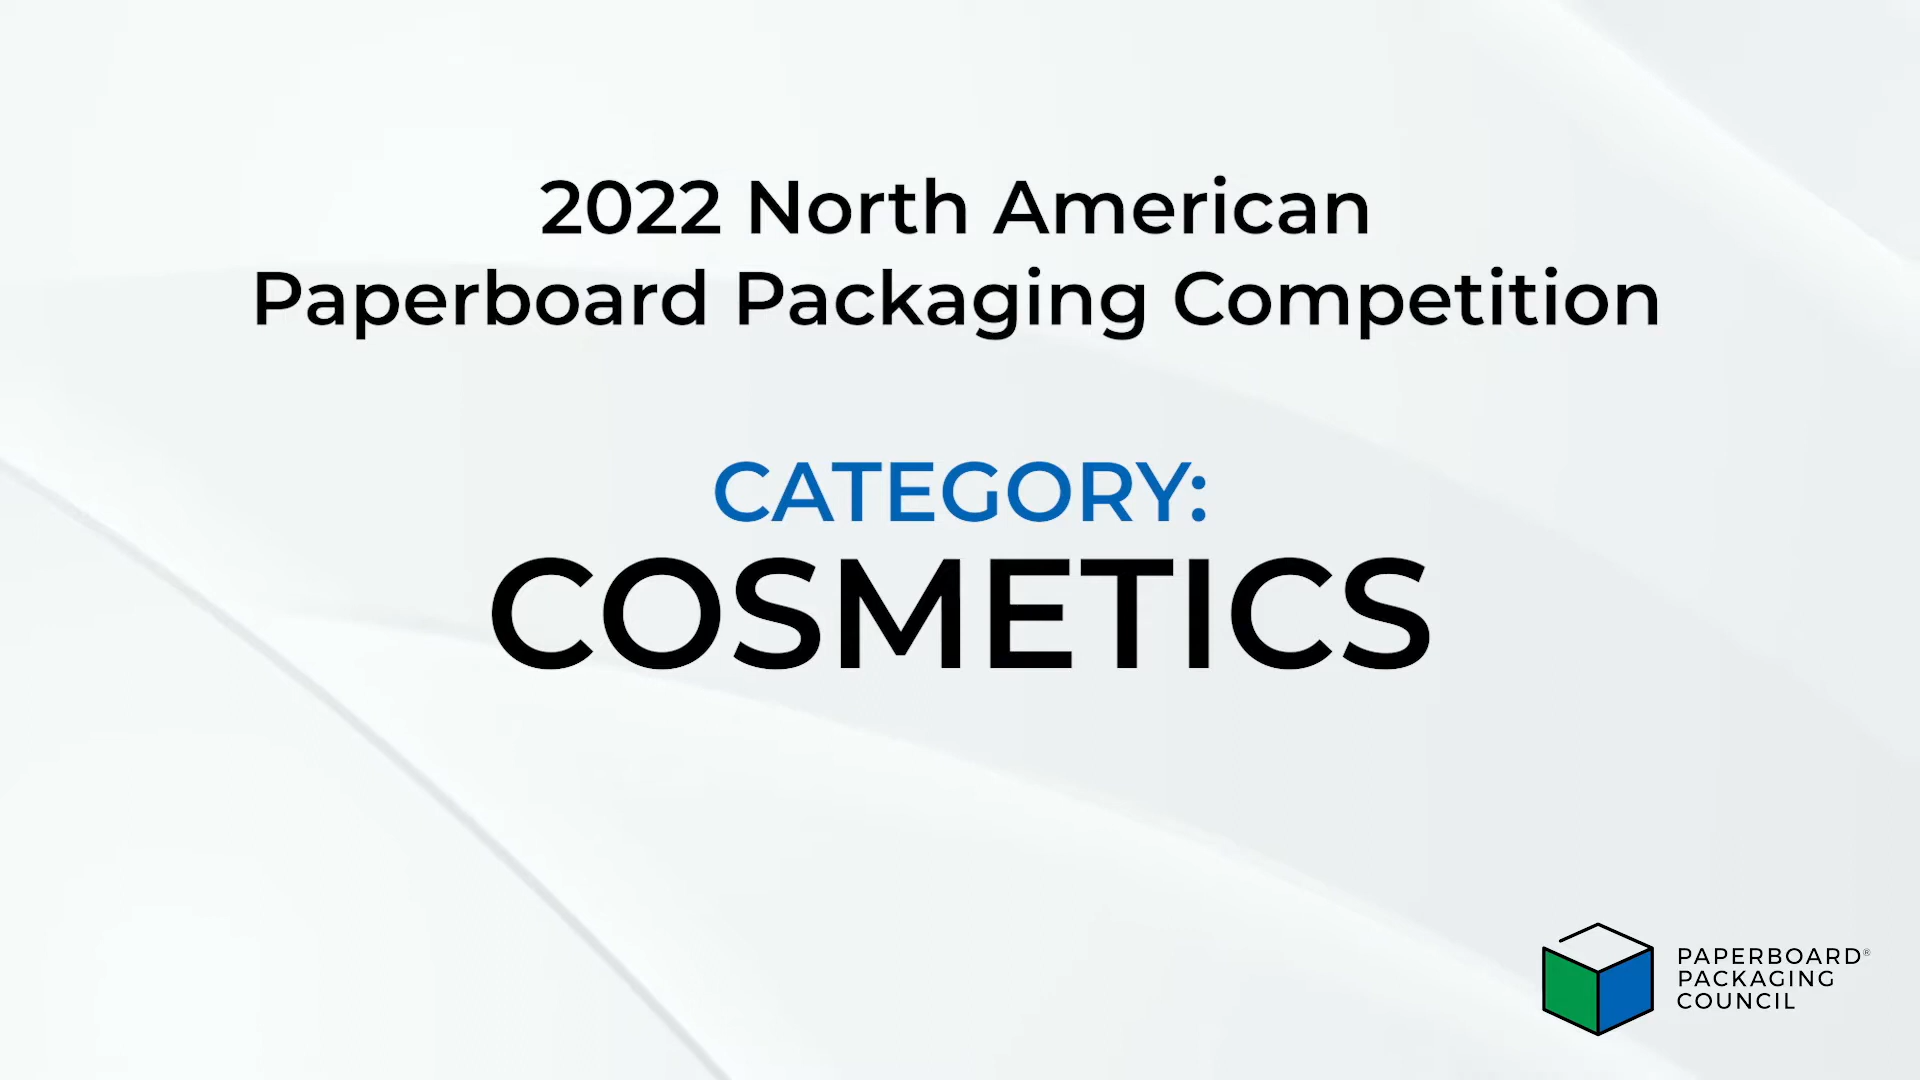 2022 North American
Paperboard Packaging Competition
CATEGORY:
COSMETICS
PAPERBOARD®
PACKAGING
COUNCIL